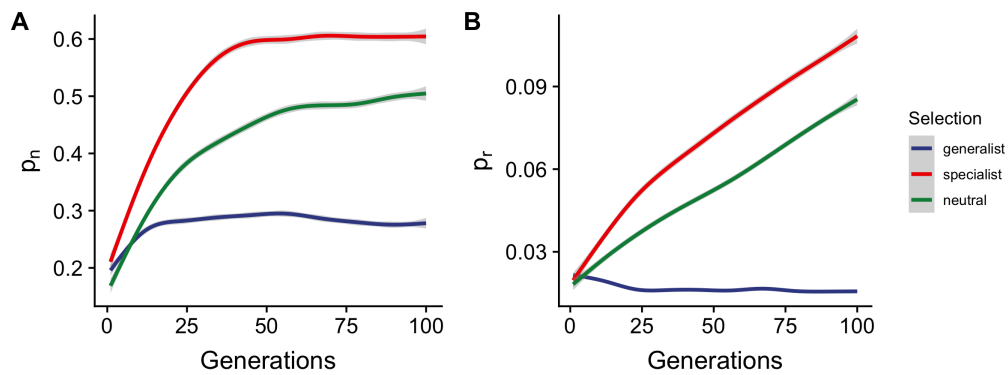 A
pn
0.6
0.5
0.4
0.3
0.2
0 25 50 75 100
Generations
B
pr
0.09
0.06
0.03
0 25 50 75 100
Generations
Selection
generalist
specialist
neutral